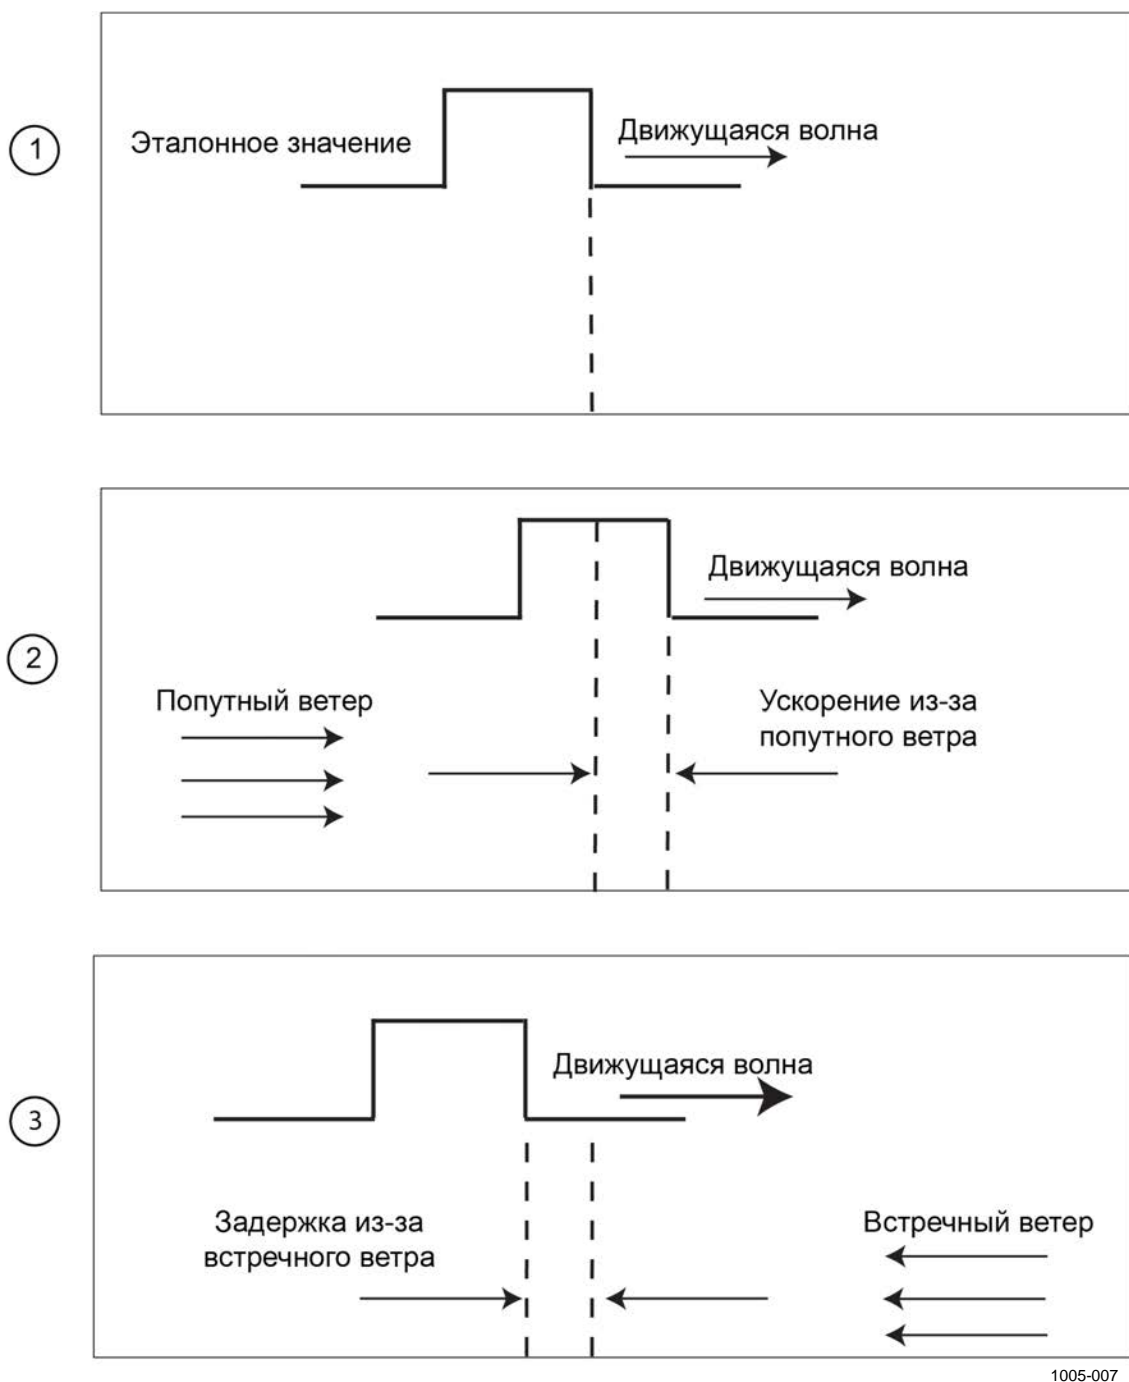 1
Эталонное значение
Движущаяся волна
2
Движущаяся волна
Попутный ветер
Ускорение из-за
попутного ветра
3
Движущаяся волна
Задержка из-за
встречного ветра
Встречный ветер
1005-007